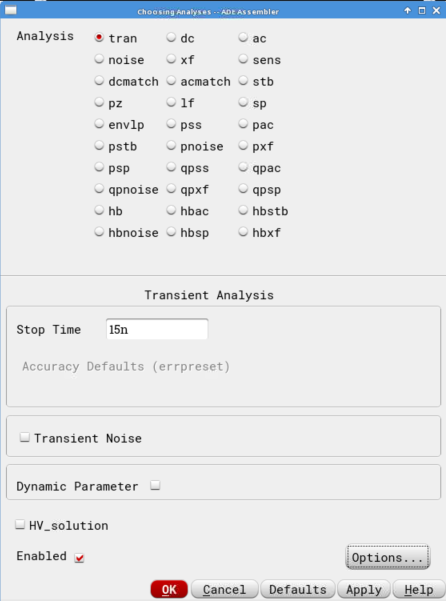 Choosing Analyses -- ADE Assembler
Analysis tran dc ac
noise xf sens
dcmatch acmatch stb
pz lf sp
envlp pss pac
pstb pnoise pxf
psp qpss qpac
qpnoise qpxf qpsp
hb hbac hbstb
hbnoise hbsp hbxf
Transient Analysis
Stop Time 15n
Accuracy Defaults (errpreset)
Transient Noise
Dynamic Parameter
HV_solution
Enabled Options...
OK Cancel Defaults Apply Help